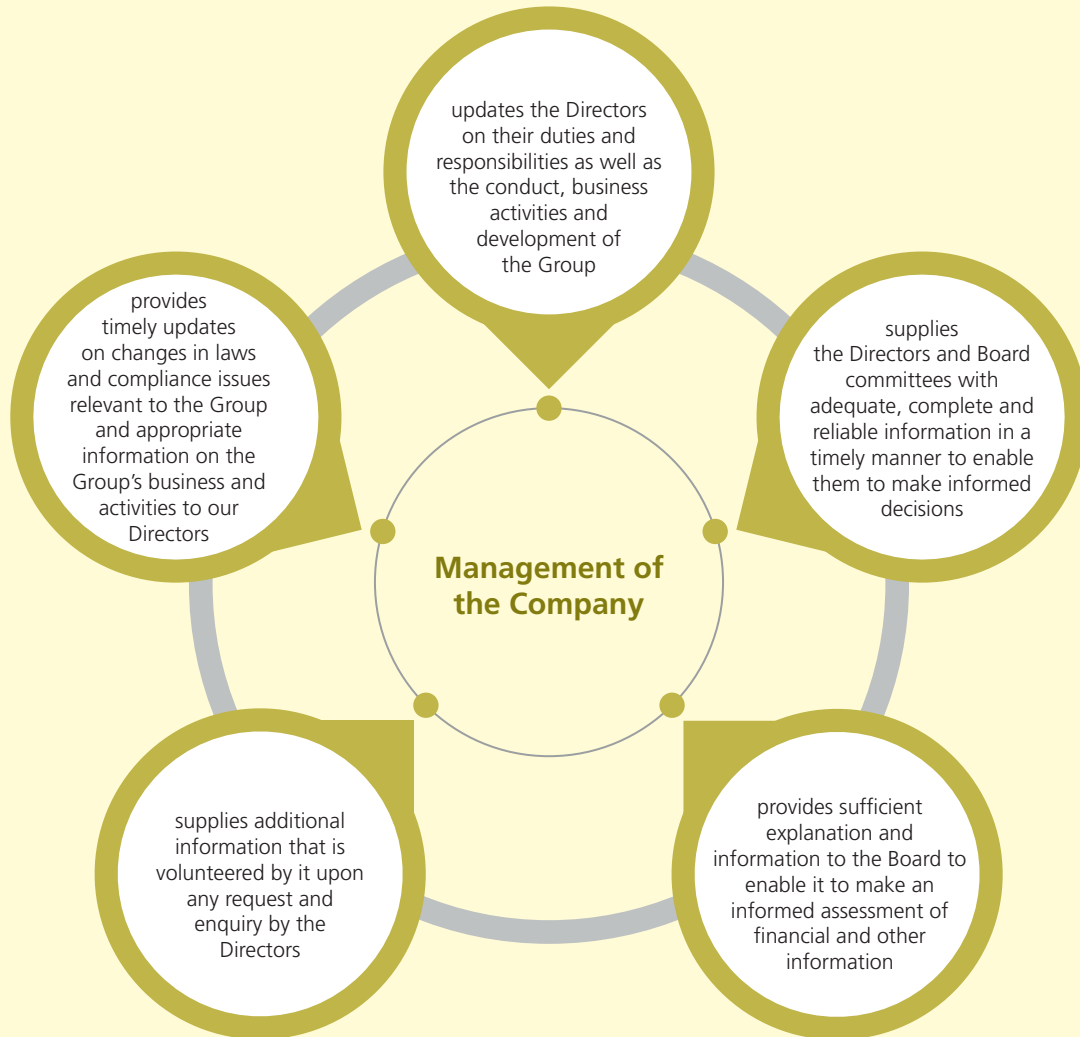 updates the Directors
on their duties and
responsibilities as well as
the conduct, business
activities and
development of
the Group
provides
timely updates
on changes in laws
and compliance issues
relevant to the Group
and appropriate
information on the
Group’s business and
activities to our
Directors
supplies
the Directors and Board
committees with
adequate, complete and
reliable information in a
timely manner to enable
them to make informed
decisions
Management of
the Company
supplies additional
information that is
volunteered by it upon
any request and
enquiry by the
Directors
provides sufficient
explanation and
information to the Board to
enable it to make an
informed assessment of
financial and other
information